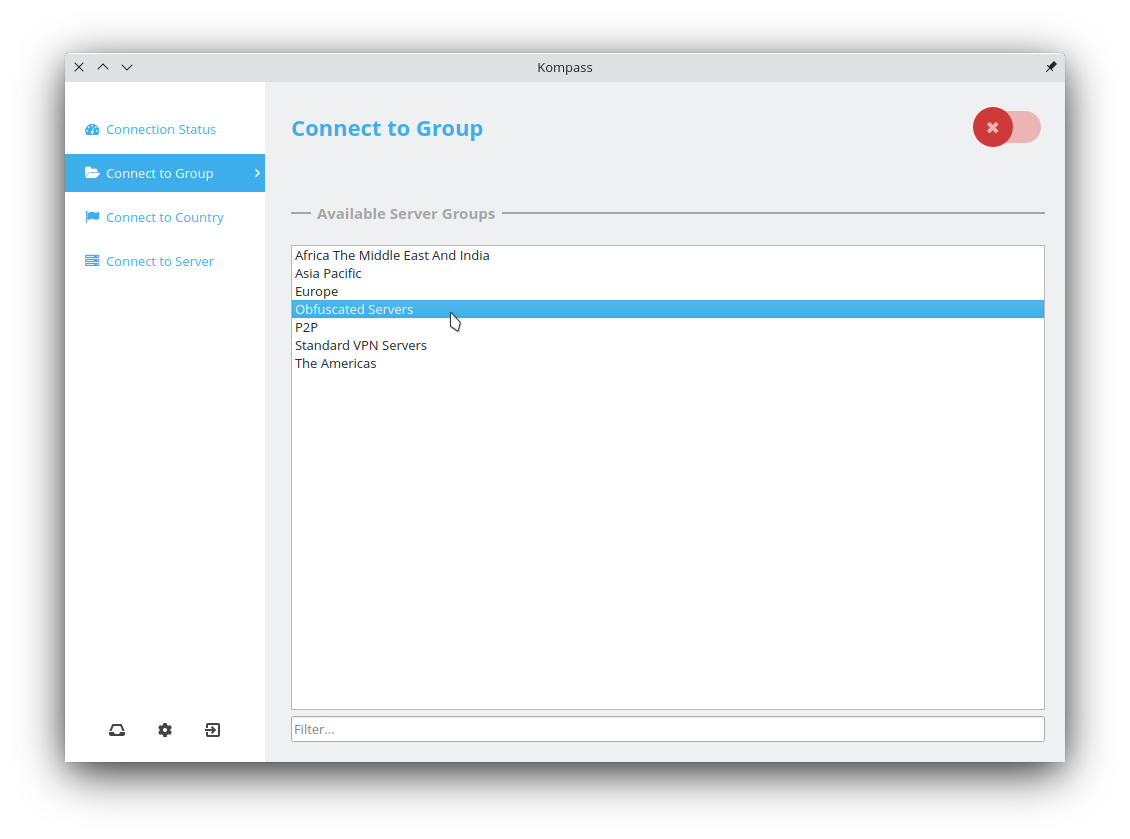 Kompass
Connection Status
Connect to Group
Connect to Country
Connect to Server
Connect to Group
Available Server Groups
Africa The Middle East And India
Asia Pacific
Europe
Obfuscated Servers
P2P
Standard VPN Servers
The Americas
Filter...